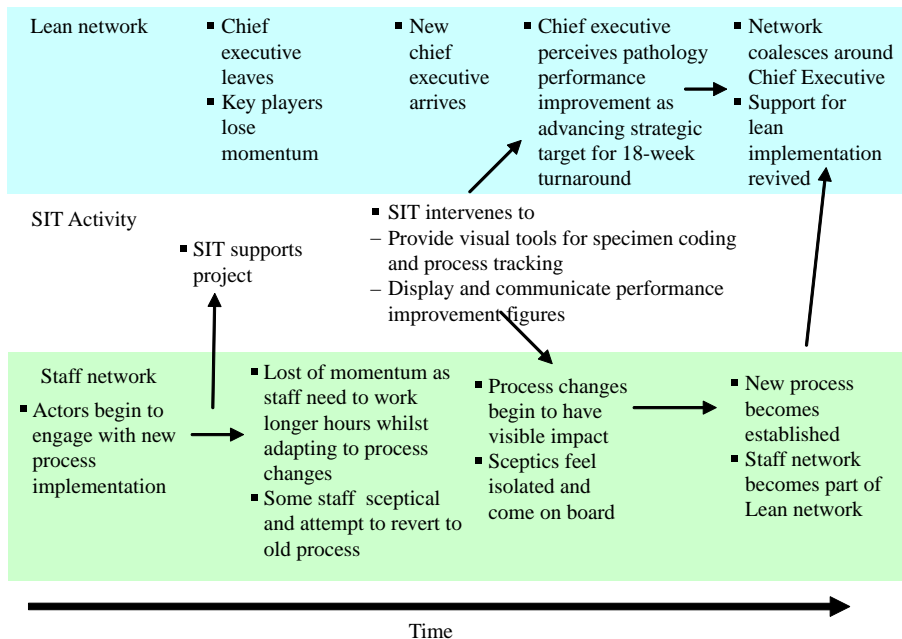 Lean network
▪ Chief
executive
leaves
▪ Key players
lose
momentum
▪ New
chief
executive
arrives
▪ Chief executive
perceives pathology
performance
improvement as
advancing strategic
target for 18-week
turnaround
▪ Network
coalesces around
Chief Executive
▪ Support for
lean
implementation
revived
SIT Activity
▪ SIT supports
project
▪ SIT intervenes to
– Provide visual tools for specimen coding
and process tracking
– Display and communicate performance
improvement figures
Staff network
▪ Actors begin to
engage with new
process
implementation
▪ Lost of momentum as
staff need to work
longer hours whilst
adapting to process
changes
▪ Some staff sceptical
and attempt to revert to
old process
▪ Process changes
begin to have
visible impact
▪ Sceptics feel
isolated and
come on board
▪ New process
becomes
established
▪ Staff network
becomes part of
Lean network
Time